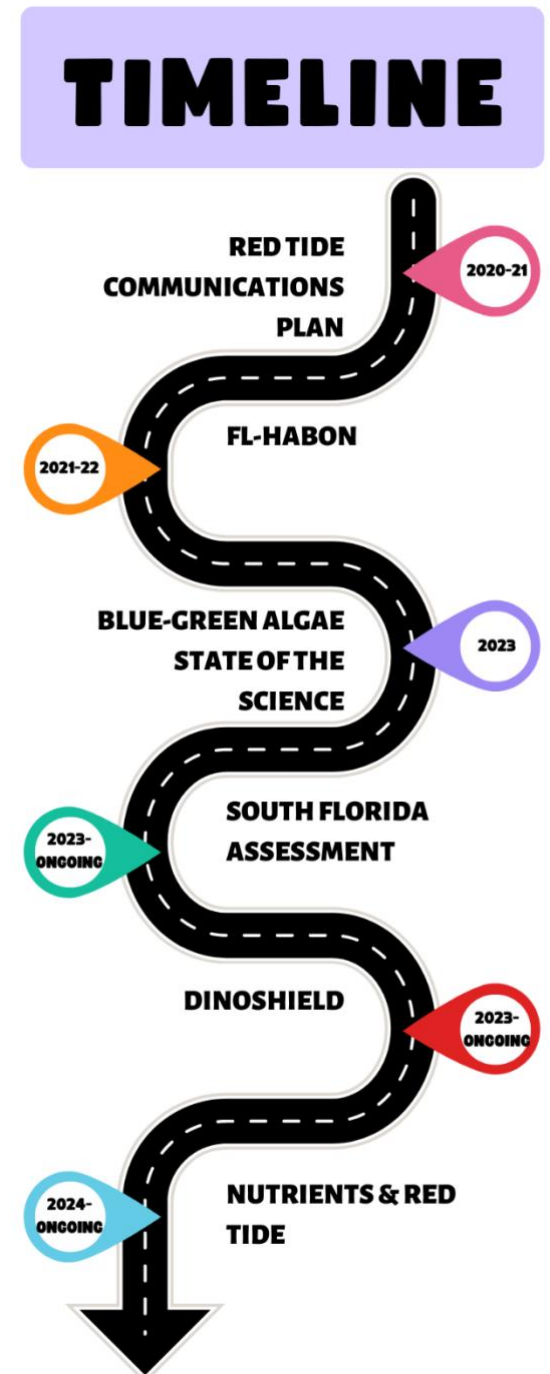 TIMELINE
2020-21
RED TIDE
COMMUNICATIONS
PLAN
2021-22
FL-HABON
2023
BLUE-GREEN ALGAE
STATE OF THE
SCIENCE
2023-
ONGOING
SOUTH FLORIDA
ASSESSMENT
2023-
ONGOING
DINOSHIELD
2024-
ONGOING
NUTRIENTS & RED
TIDE